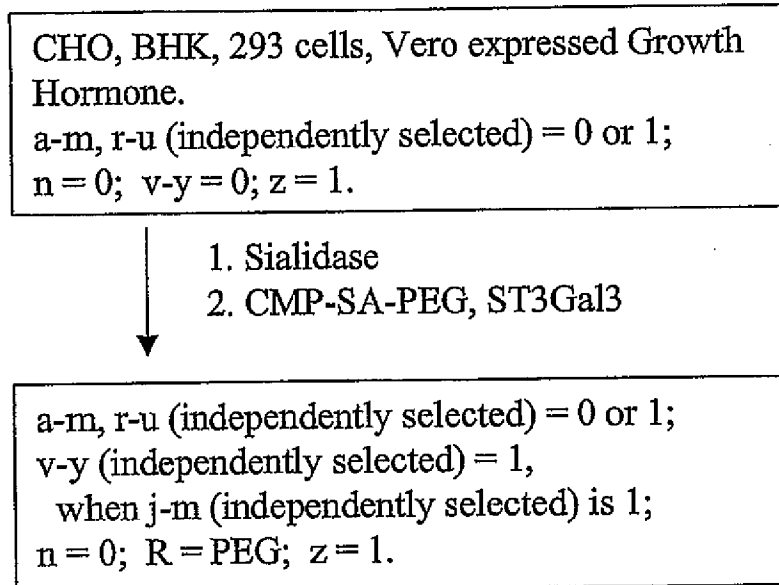 CHO, BHK, 293 cells, Vero expressed Growth
Hormone.
a-m, r-u (independently selected) = 0 or 1;
n = 0; v-y = 0; z = 1.
1. Sialidase
2. CMP-SA-PEG, ST3Gal3
a-m, r-u (independently selected) = 0 or 1;
v-y (independently selected) = 1,
when j-m (independently selected) is 1;
n = 0; R = PEG; z = 1.